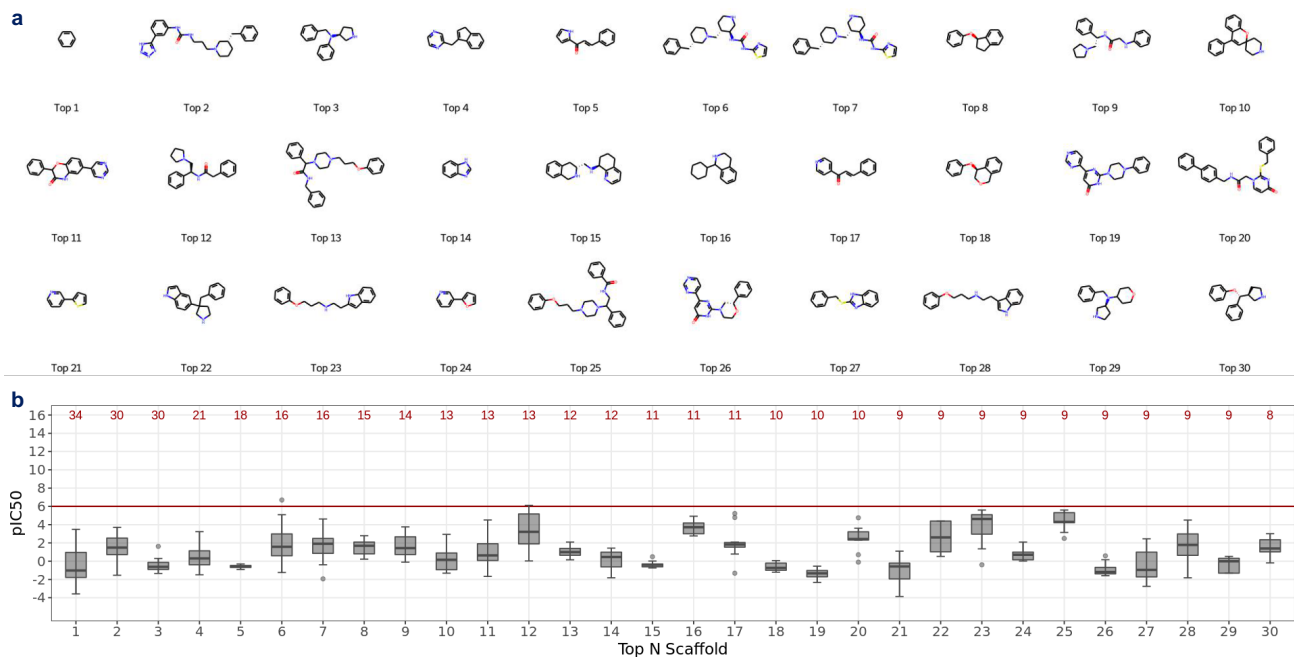 a
Top 1 Top 2 Top 3 Top 4 Top 5 Top 6 Top 7 Top 8 Top 9 Top 10
Top 11 Top 12 Top 13 Top 14 Top 15 Top 16 Top 17 Top 18 Top 19 Top 20
Top 21 Top 22 Top 23 Top 24 Top 25 Top 26 Top 27 Top 28 Top 29 Top 30
b
34 30 30 21 18 16 16 15 14 13 13 13 12 12 11 11 11 10 10 10 9 9 9 9 9 9 9 9 9 8
16
14
12
10
8
6
4
2
0
-2
-4
pIC50
1 2 3 4 5 6 7 8 9 10 11 12 13 14 15 16 17 18 19 20 21 22 23 24 25 26 27 28 29 30
Top N Scaffold